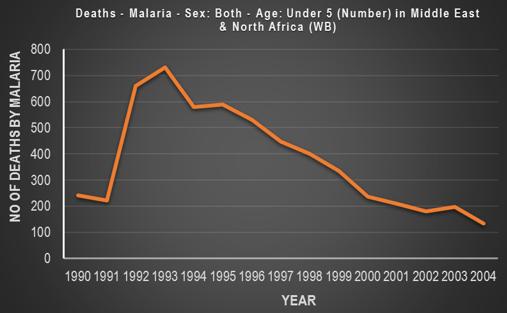 Deaths - Malaria - Sex: Both - Age: Under 5 (Number) in Middle East
& North Africa (WB)
NO OF DEATHS BY MALARIA
800
700
600
500
400
300
200
100
0
1990 1991 1992 1993 1994 1995 1996 1997 1998 1999 2000 2001 2002 2003 2004
YEAR